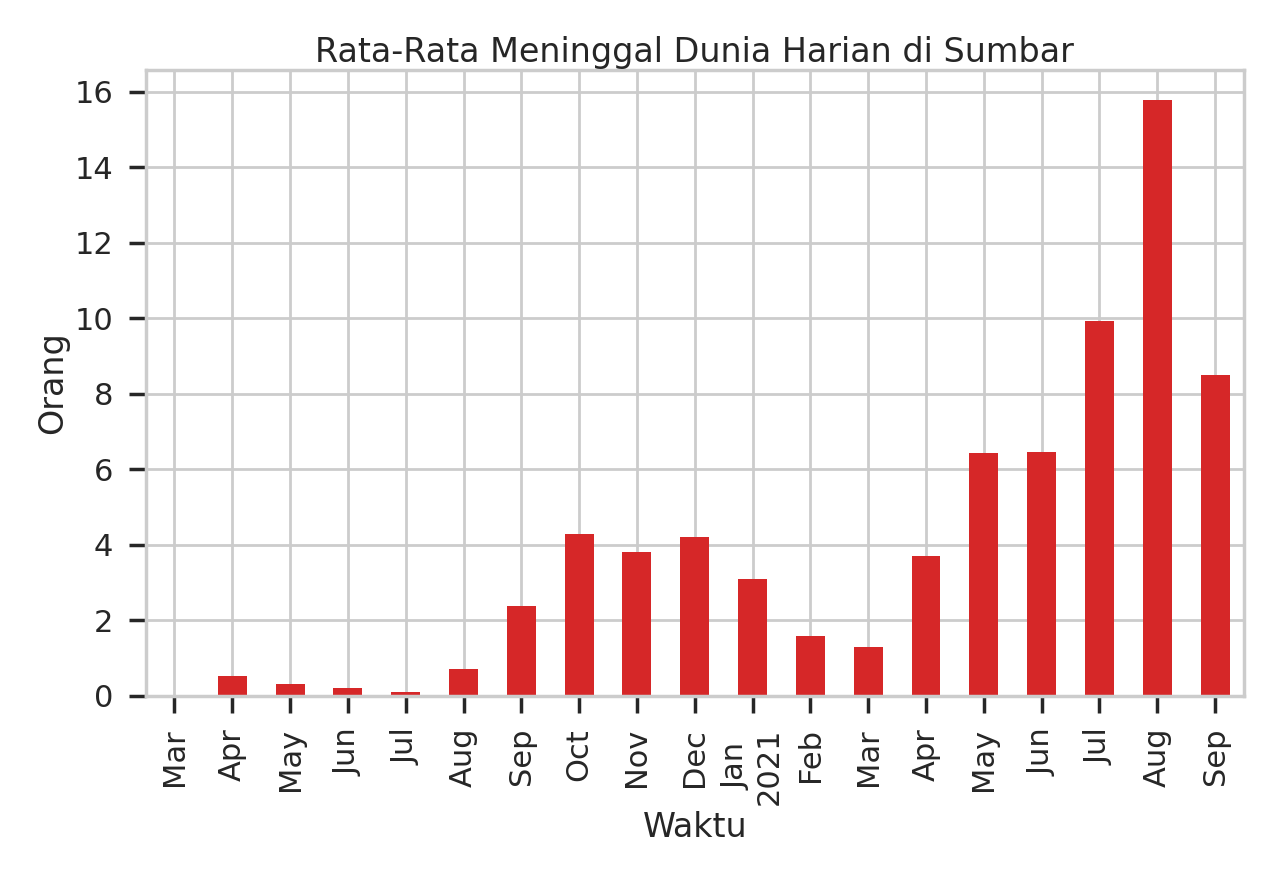 Rata-Rata Meninggal Dunia Harian di Sumbar
16
14
12
10
8
6
4
2
0
Orang
Mar
Apr
May
Jun
Jul
Aug
Sep
Oct
Nov
Dec
Jan
2021
Feb
Mar
Apr
May
Jun
Jul
Aug
Sep
Waktu